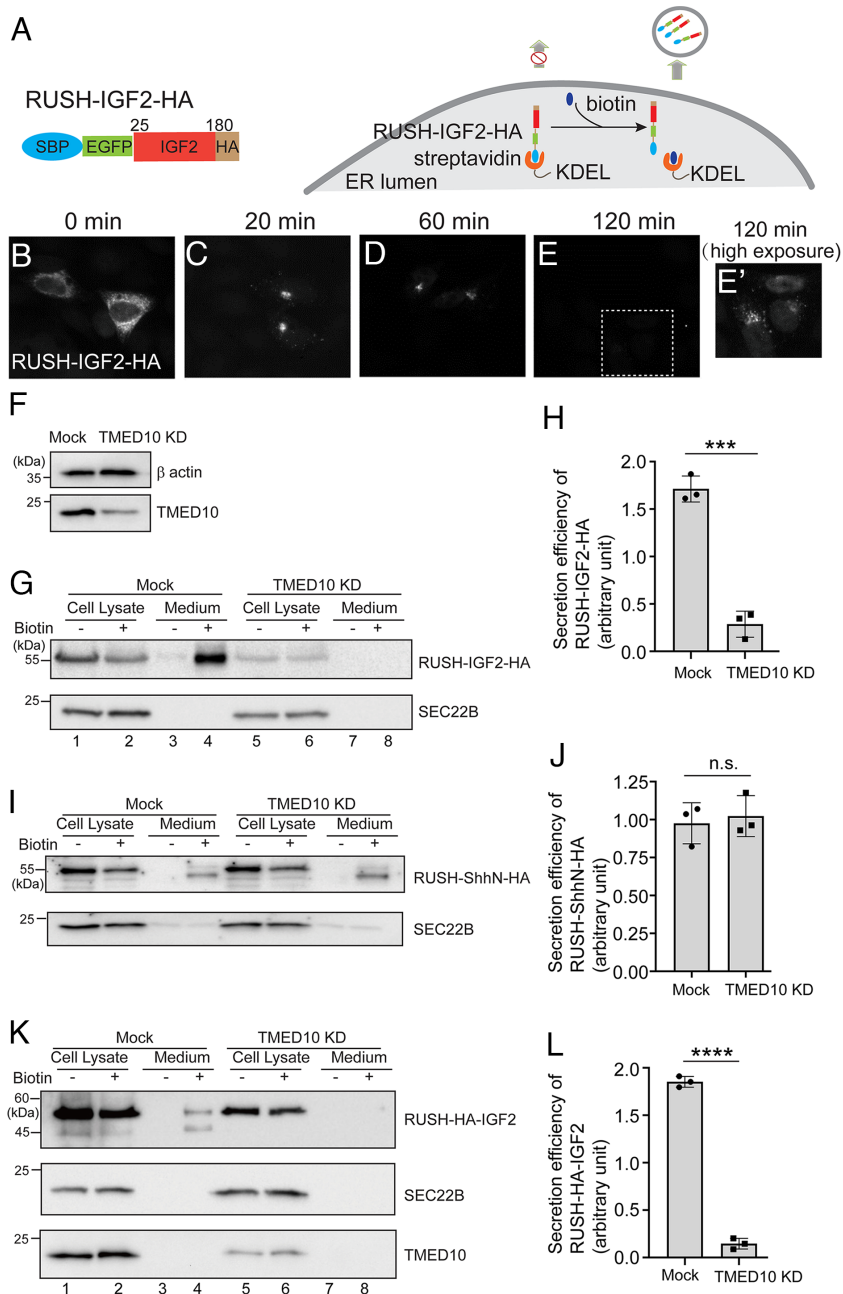 A
RUSH-IGF2-HA
25 180
SBP EGFP IGF2 HA
biotin
RUSH-IGF2-HA
streptavidin
KDEL KDEL
ER lumen
0 min 20 min 60 min 120 min 120 min
(high exposure)
B C D E E'
RUSH-IGF2-HA
F
Mock TMED10 KD
(kDa)
35 β actin
25
TMED10
G
Mock TMED10 KD
Cell Lysate Medium Cell Lysate Medium
Biotin - + - + - + - +
(kDa)
55 RUSH-IGF2-HA
25
SEC22B
1 2 3 4 5 6 7 8
H
***
Secretion efficiency of
RUSH-IGF2-HA
(arbitrary unit)
2.0
1.5
1.0
0.5
0.0
Mock TMED10 KD
I
Mock TMED10 KD
Cell Lysate Medium Cell Lysate Medium
Biotin - + - + - + - +
55
(kDa)
RUSH-ShhN-HA
25
SEC22B
J
n.s.
Secretion efficiency of
RUSH-ShhN-HA
(arbitrary unit)
1.25
1.00
0.75
0.50
0.25
0.00
Mock TMED10 KD
K
Mock TMED10 KD
Cell Lysate Medium Cell Lysate Medium
Biotin - + - + - + - +
60
(kDa)
45
RUSH-HA-IGF2
25
SEC22B
25
TMED10
1 2 3 4 5 6 7 8
L
****
Secretion efficiency of
RUSH-HA-IGF2
(arbitrary unit)
2.0
1.5
1.0
0.5
0.0
Mock TMED10 KD